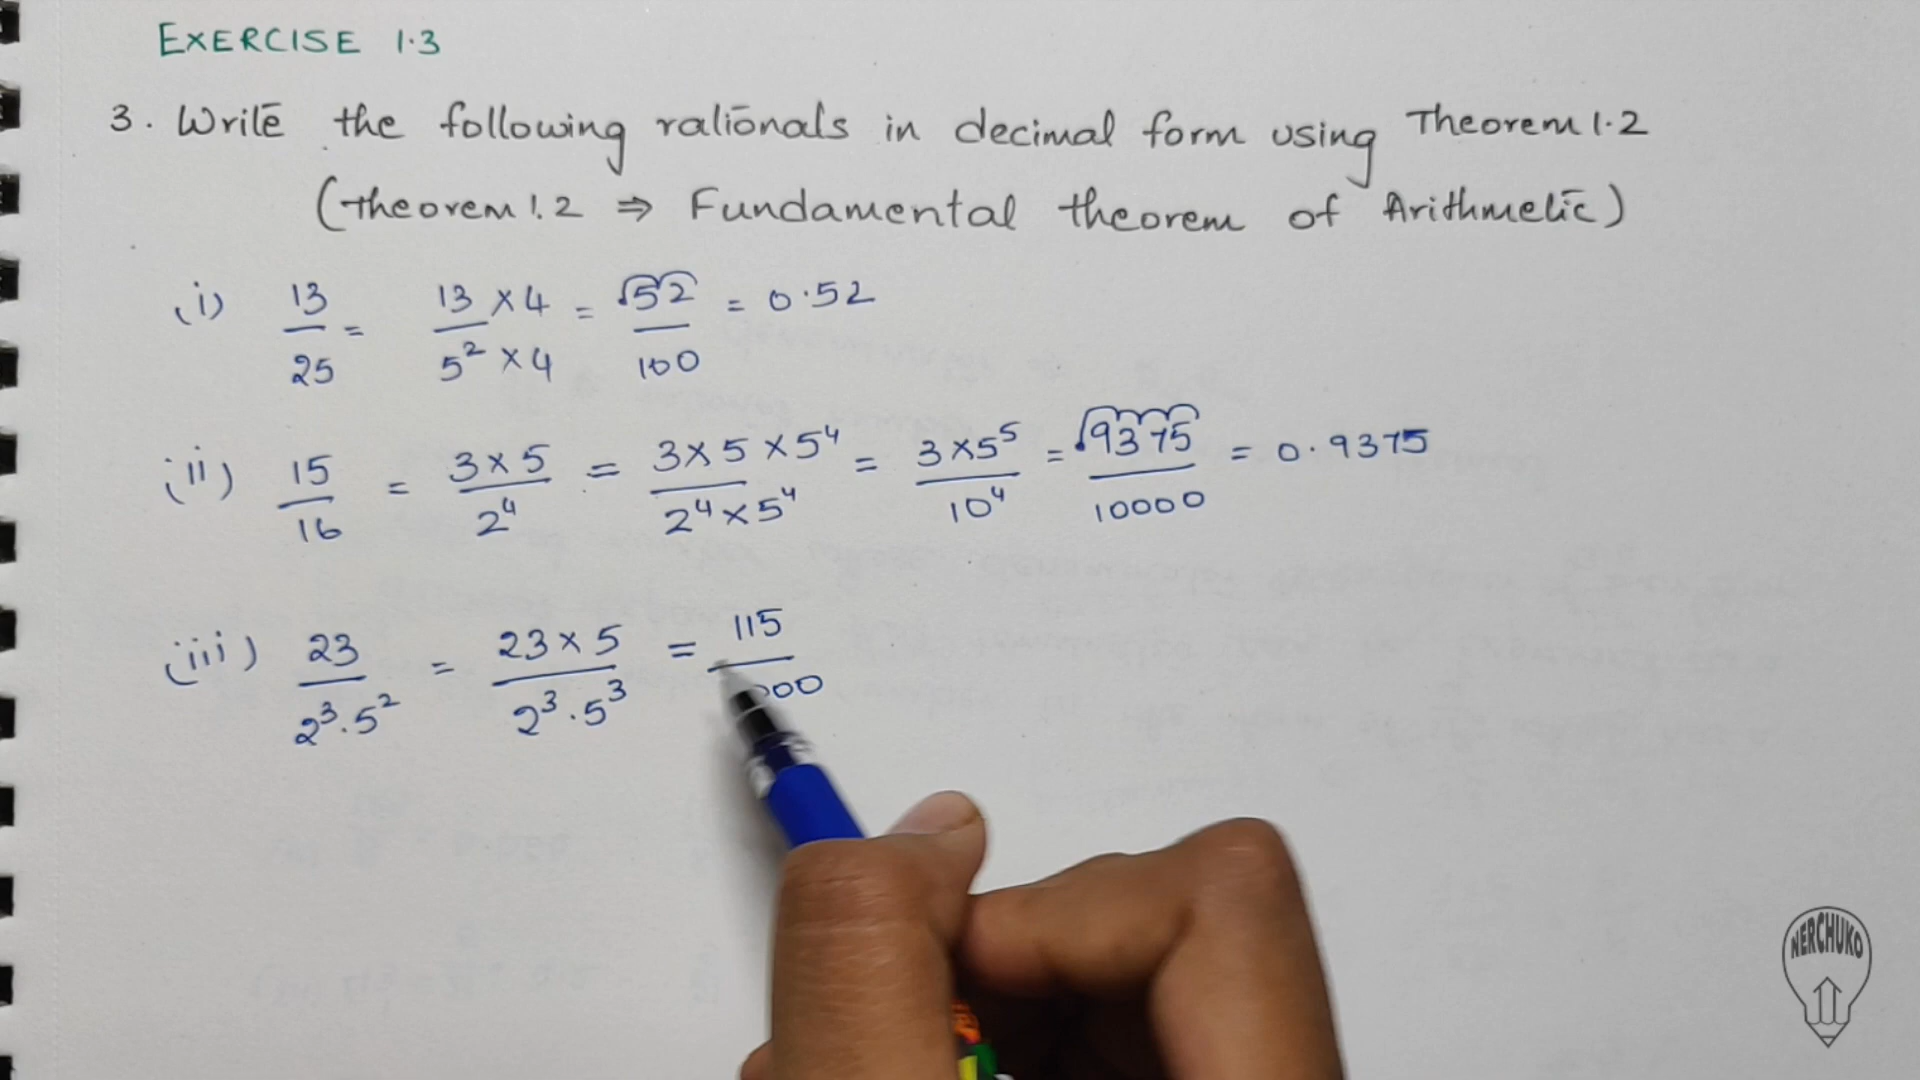 EXERCISE 1.3
3. Write the following rationals in decimal form using Theorem 1.2
(Theorem 1.2 ⇒ Fundamental theorem of Arithmetic)
(i) 13/25 = 13×4/5²×4 = 52/100 = 0.52
(ii) 15/16 = 3×5/2⁴ = 3×5×5⁴/2⁴×5⁴ = 3×5⁵/10⁴ = 9375/10000 = 0.9375
(iii) 23/2³.5² = 23×5/2³.5³ = 115/000
NERCHUKO